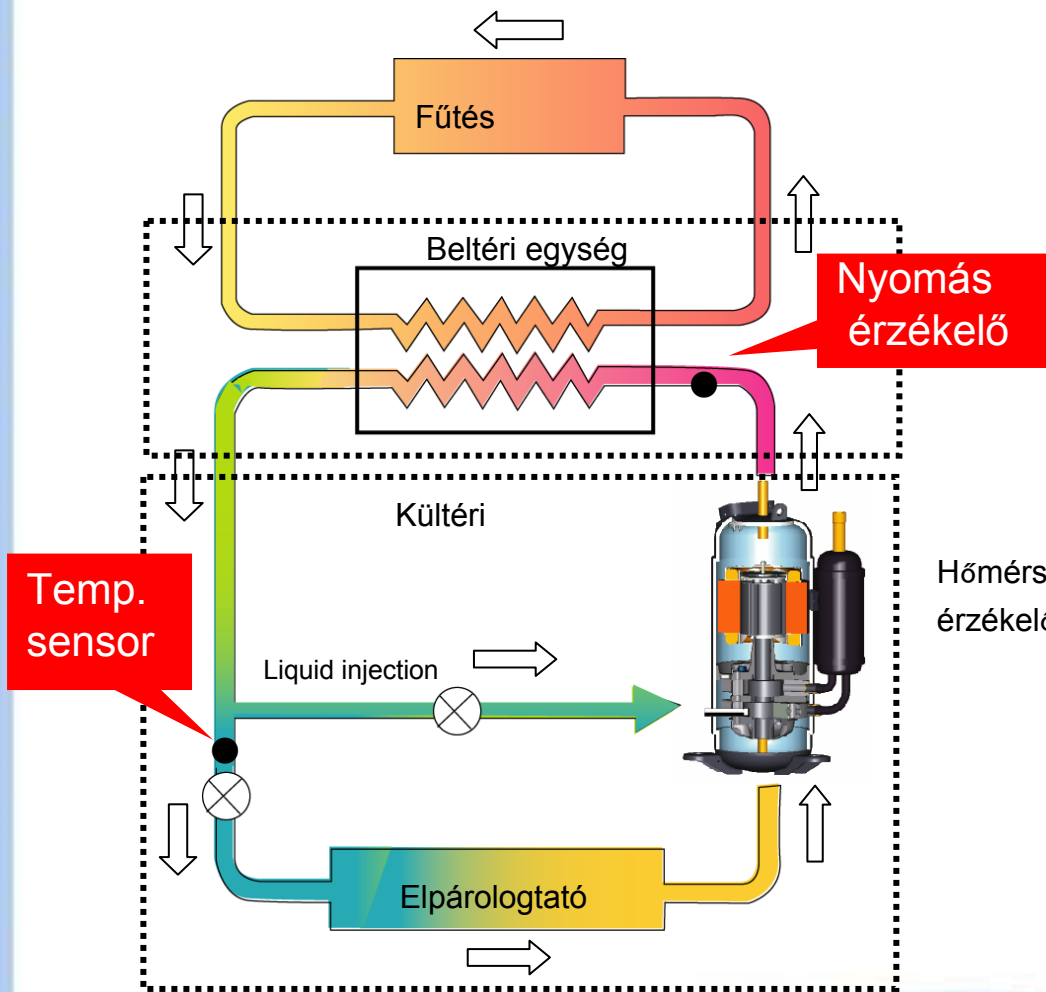 Fűtés
Beltéri egység
Nyomás
érzékelő
Kültéri
Temp.
sensor
Liquid injection
Elpárologtató